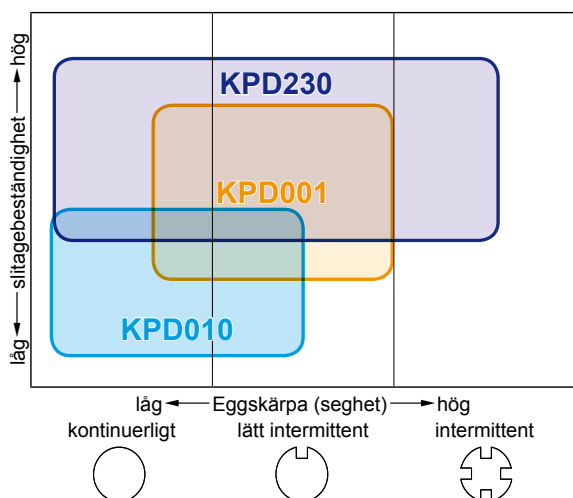 hög
KPD230
KPD001
slitagebeständighet
KPD010
låg
låg Eggskärpa (seghet) hög
kontinuerligt lätt intermittent intermittent